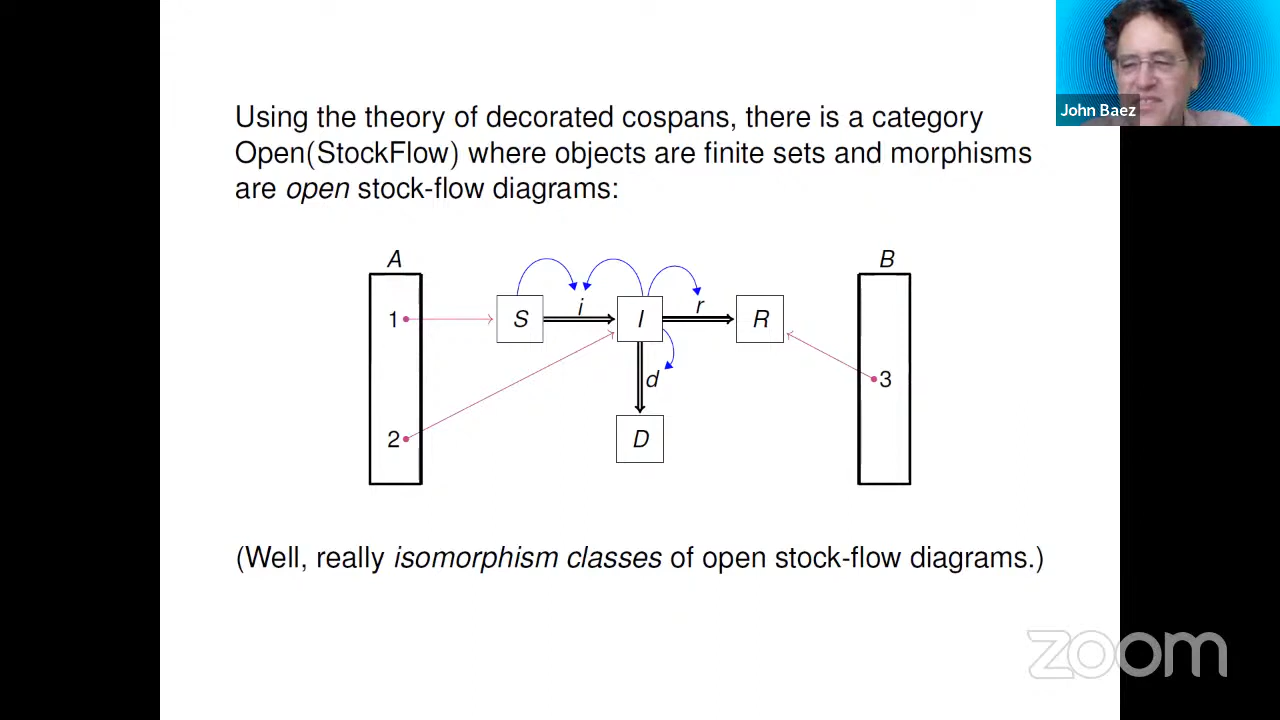 John Baez
Using the theory of decorated cospans, there is a category
Open(StockFlow) where objects are finite sets and morphisms
are open stock-flow diagrams:
A
B
1
S
i
I
r
R
d
3
2
D
(Well, really isomorphism classes of open stock-flow diagrams.)
zoom